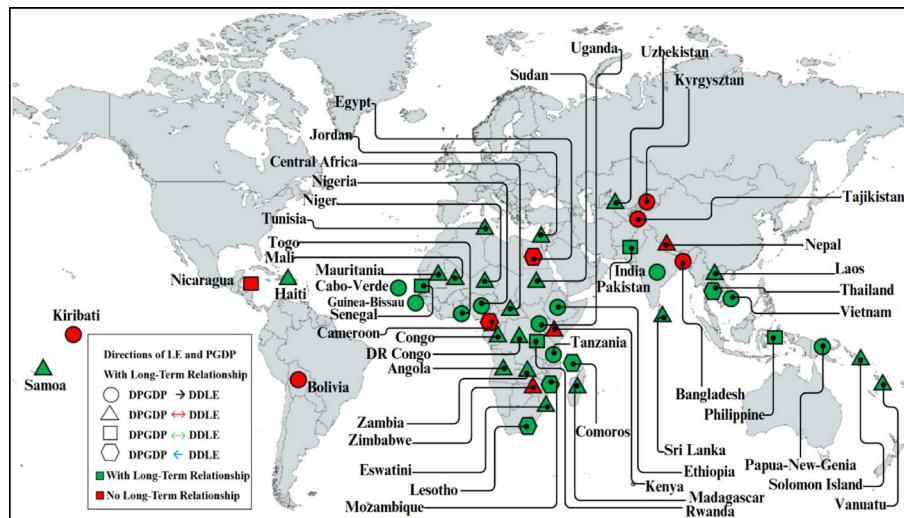 Uganda
Uzbekistan
Kyrgysztan
Sudan
Egypt
Jordan
Central Africa
Nigeria
Niger
Tunisia
Togo
Mali
Mauritania
Cabo-Verde
Guinea-Bissau
Senegal
Cameroon
Congo
DR Congo
Angola
Tajikistan
Nepal
India
Pakistan
Laos
Thailand
Vietnam
Nicaragua
Haiti
Kiribati
Samoa
Bolivia
Tanzania
Zambia
Zimbabwe
Eswatini
Lesotho
Mozambique
Comoros
Bangladesh
Philippine
Sri Lanka
Ethiopia
Kenya
Madagascar
Rwanda
Papua-New-Genia
Solomon Island
Vanuatu
Directions of LE and PGDP
With Long-Term Relationship
DPGDP → DDLE
DPGDP ↔ DDLE
DPGDP ↔ DDLE
DPGDP ← DDLE
With Long-Term Relationship
No Long-Term Relationship